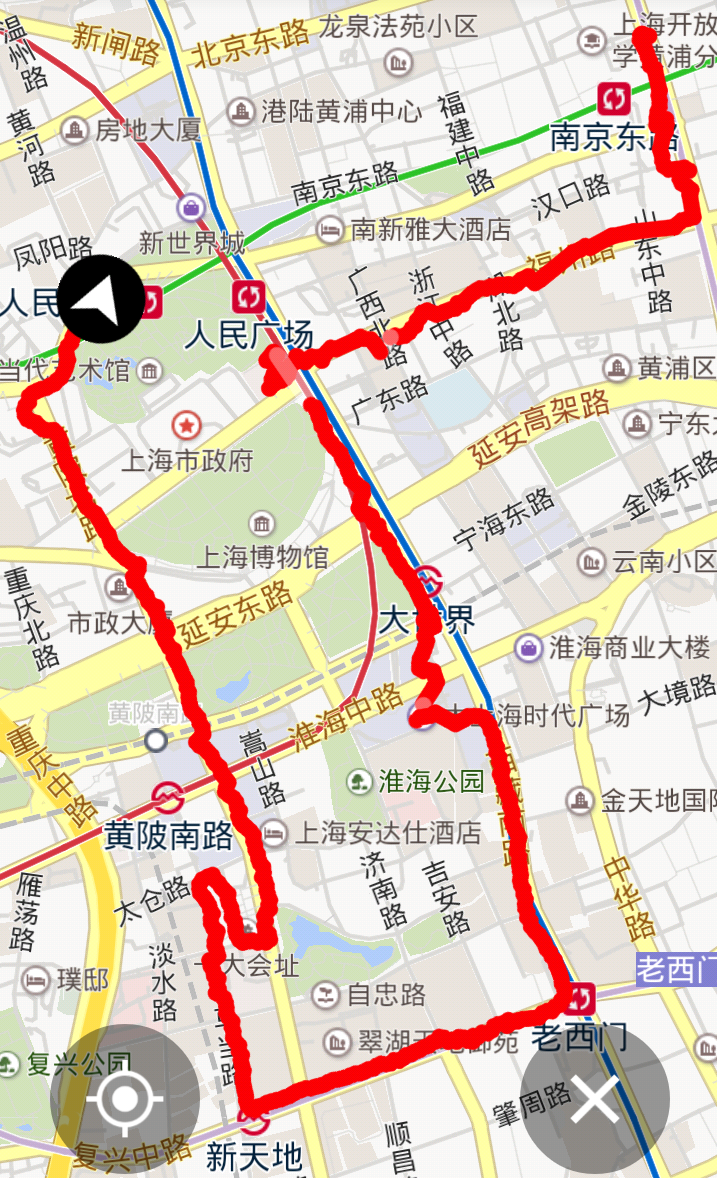 温州路
新闸路
北京东路
龙泉法苑小区
上海开放
学黄浦分
港陆黄浦中心
福建中路
房地大厦
黄河路
南京东路
南京东路
汉口路
凤阳路
新世界城
南新雅大酒店
山东中路
福州路
广西北路
浙江中路
北路
人民
人民广场
当代艺术馆
黄浦区
广东路
延安高架路
上海市政府
宁东
金陵东路
宁海东路
上海博物馆
云南小区
重庆北路
市政大厦
延安东路
大世界
淮海商业大楼
大境路
黄陂南
淮海中路
海时代广场
重庆中路
嵩山路
淮海公园
金天地国际
黄陂南路
上海安达仕酒店
济南路
吉安路
中华路
雁荡路
太仓路
淡水路
大会址
老西门
璞邸
自忠路
翠湖天地御苑
老西门
复兴公园
肇周路
复兴中路
新天地
顺昌